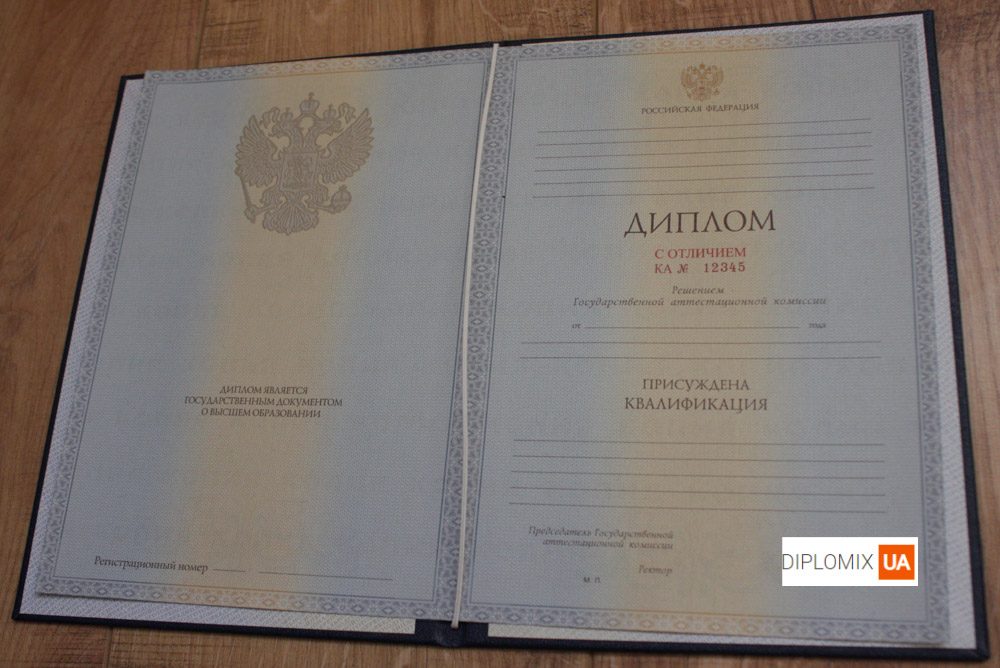 ДИПЛОМ ЯВЛЯЕТСЯ
ГОСУДАРСТВЕННЫМ ДОКУМЕНТОМ
О ВЫСШЕМ ОБРАЗОВАНИИ
Регистрационный номер
РОССИЙСКАЯ ФЕДЕРАЦИЯ
ДИПЛОМ
С ОТЛИЧИЕМ
КА № 12345
Решением
Государственной аттестационной комиссии
от года
ПРИСУЖДЕНА
КВАЛИФИКАЦИЯ
Председатель Государственной
аттестационной комиссии
Ректор
М. П.
DIPLOMIX UA